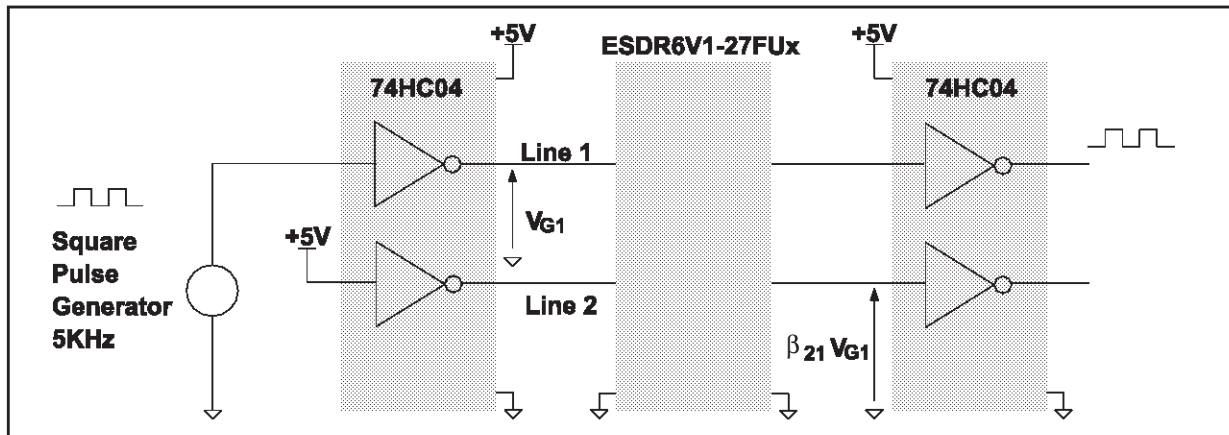 +5V
ESDR6V1-27FUx
+5V
74HC04
74HC04
Line 1
VG1
+5V
Square
Pulse
Generator
5KHz
Line 2
β21 VG1